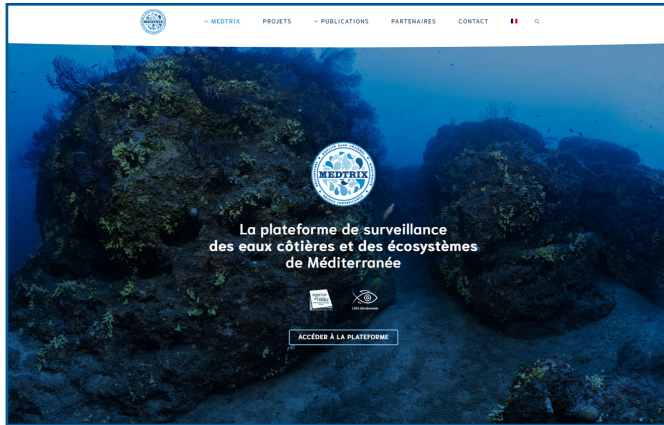 MEDTRIX PROJETS PUBLICATIONS PARTENAIRES CONTACT
MEDTRIX
La plateforme de surveillance
des eaux côtières et des écosystèmes
de Méditerranée
ACCÉDER À LA PLATEFORME